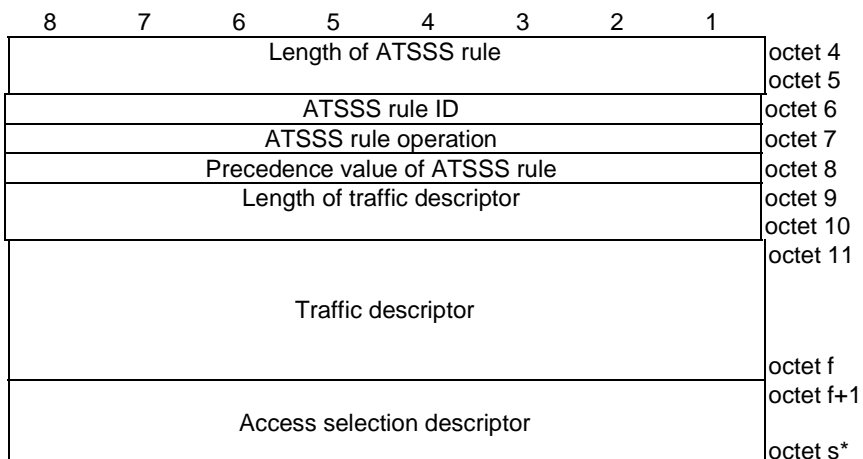 8 7 6 5 4 3 2 1
Length of ATSSS rule octet 4
octet 5
ATSSS rule ID octet 6
ATSSS rule operation octet 7
Precedence value of ATSSS rule octet 8
Length of traffic descriptor octet 9
octet 10
octet 11
Traffic descriptor
octet f
octet f+1
Access selection descriptor
octet s*